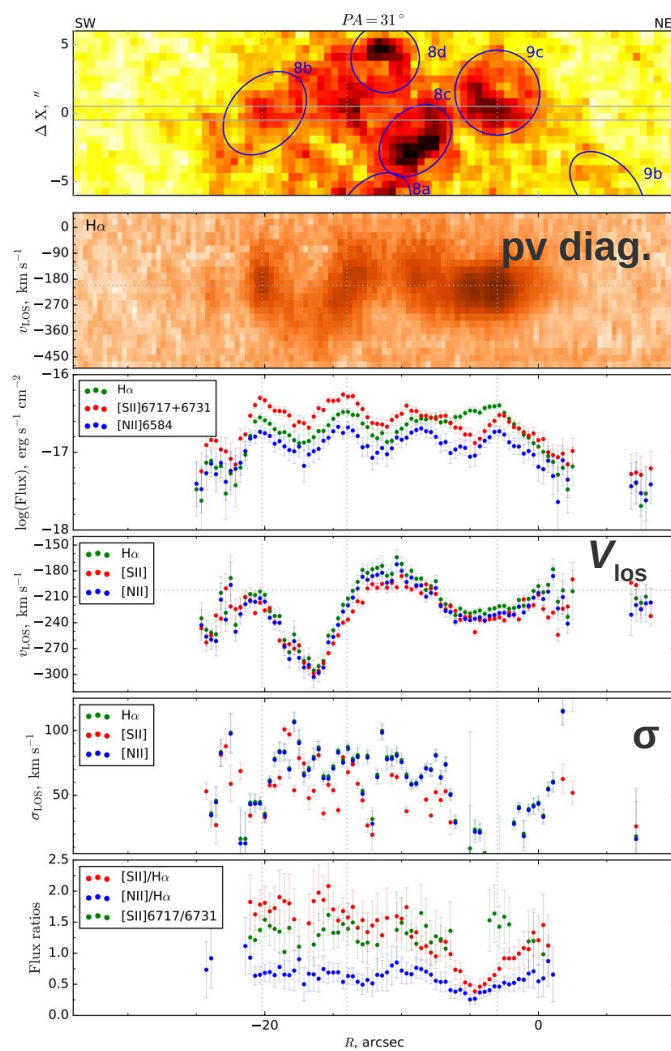 SW PA = 31° NE
6
0
−5
Δ X, ″
8b
8d
9c
8c
8a
9b
Hα
pv diag.
0
−90
−180
−270
−360
−450
v_LOS, km s⁻¹
−16
−17
−18
log(Flux), erg s⁻¹ cm⁻²
Hα
[SII]6717+6731
[NII]6584
−150
−180
−210
−240
−270
−300
v_LOS, km s⁻¹
Hα
[SII]
[NII]
V_los
100
50
σ_LOS, km s⁻¹
Hα
[SII]
[NII]
σ
2.5
2.0
1.5
1.0
0.5
0.0
Flux ratios
[SII]/Hα
[NII]/Hα
[SII]6717/6731
−20 −10 0
R, arcsec